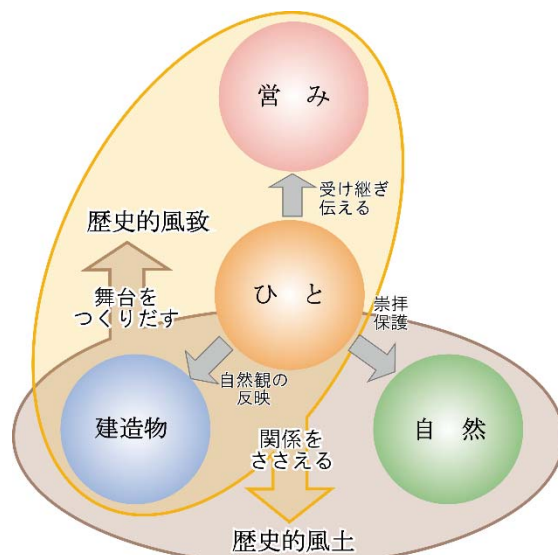 営み
受け継ぎ
伝える
歴史的風致
ひと
舞台を
つくりだす
崇拝
保護
自然観の
反映
建造物
関係を
ささえる
自然
歴史的風土